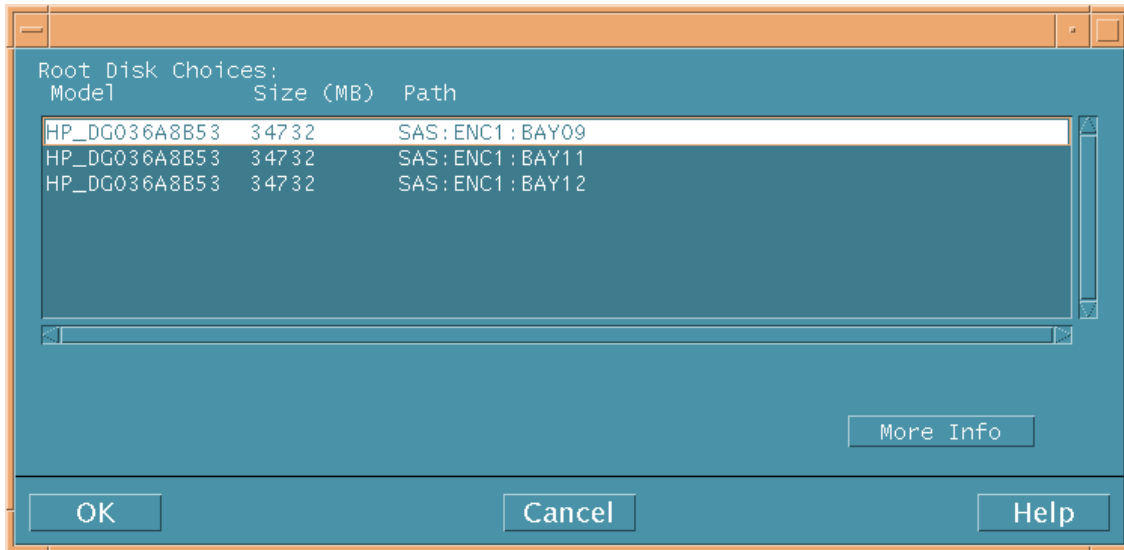 Root Disk Choices:
Model Size (MB) Path
HP_DG036A8B53 34732 SAS:ENC1:BAY09
HP_DG036A8B53 34732 SAS:ENC1:BAY11
HP_DG036A8B53 34732 SAS:ENC1:BAY12
More Info
OK Cancel Help